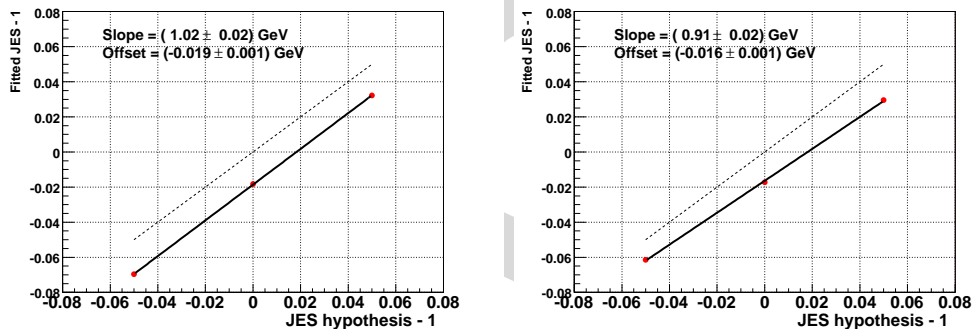 Fitted JES - 1
0.08
0.06
0.04
0.02
0
-0.02
-0.04
-0.06
-0.08
Slope = ( 1.02 ± 0.02) GeV
Offset = (-0.019 ± 0.001) GeV
-0.08 -0.06 -0.04 -0.02 0 0.02 0.04 0.06 0.08
JES hypothesis - 1
Fitted JES - 1
0.08
0.06
0.04
0.02
0
-0.02
-0.04
-0.06
-0.08
Slope = ( 0.91 ± 0.02) GeV
Offset = (-0.016 ± 0.001) GeV
-0.08 -0.06 -0.04 -0.02 0 0.02 0.04 0.06 0.08
JES hypothesis - 1